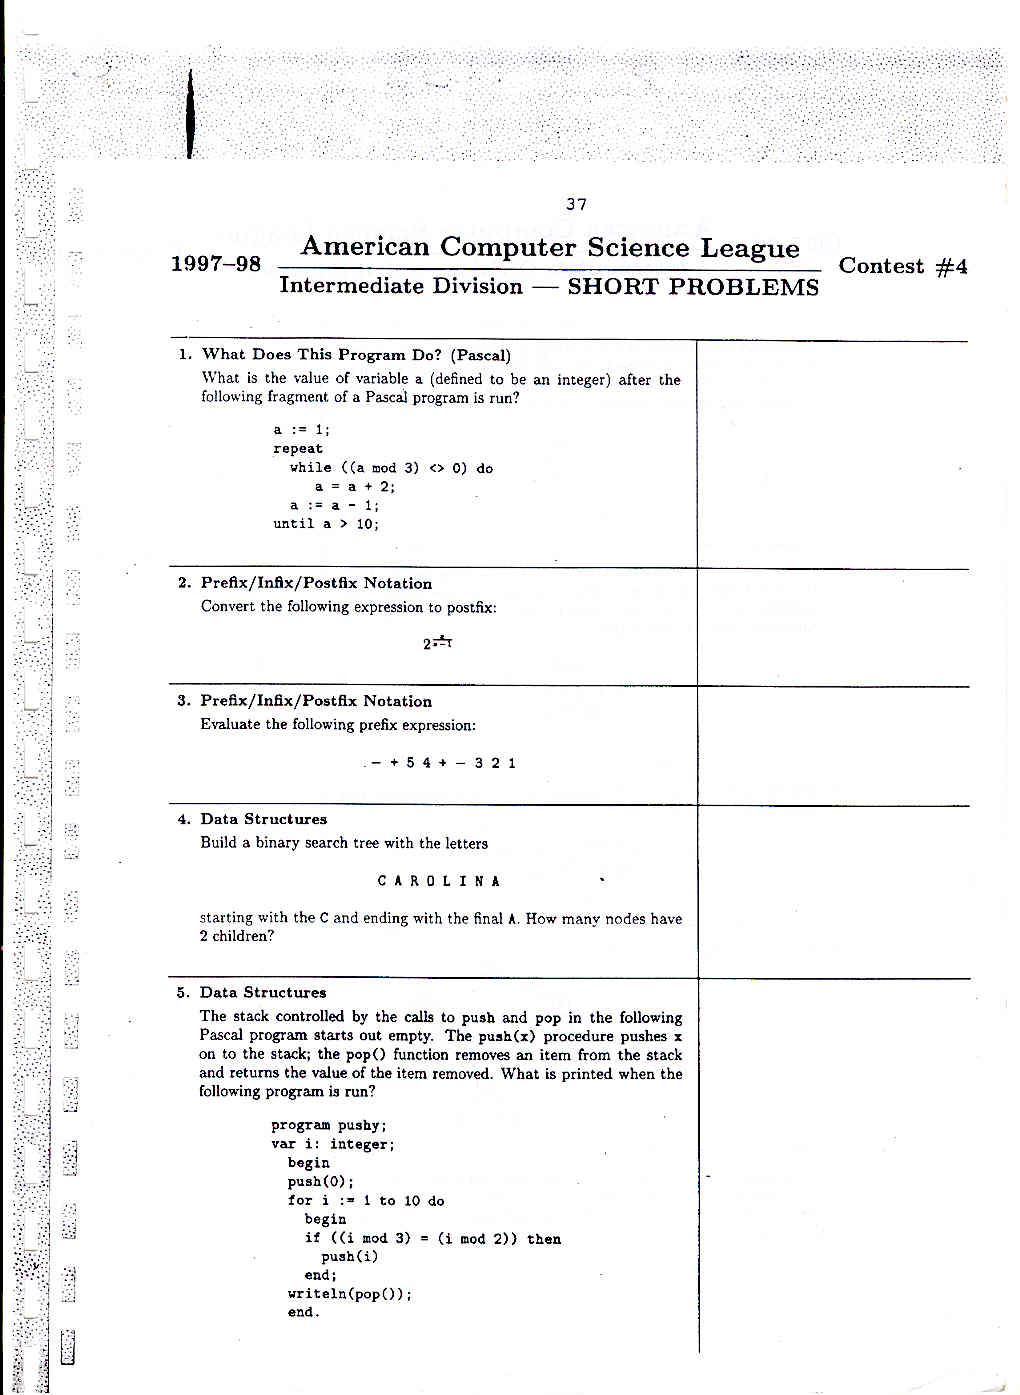 37
American Computer Science League
1997–98
Contest #4
Intermediate Division — SHORT PROBLEMS
1. What Does This Program Do? (Pascal)
What is the value of variable a (defined to be an integer) after the
following fragment of a Pascal program is run?
a := 1;
repeat
while ((a mod 3) <> 0) do
a = a + 2;
a := a - 1;
until a > 10;
2. Prefix/Infix/Postfix Notation
Convert the following expression to postfix:
2
3. Prefix/Infix/Postfix Notation
Evaluate the following prefix expression:
− + 5 4 + − 3 2 1
4. Data Structures
Build a binary search tree with the letters
C A R O L I N A
starting with the C and ending with the final A. How many nodes have
2 children?
5. Data Structures
The stack controlled by the calls to push and pop in the following
Pascal program starts out empty. The push(x) procedure pushes x
on to the stack; the pop() function removes an item from the stack
and returns the value of the item removed. What is printed when the
following program is run?
program pushy;
var i: integer;
begin
push(0);
for i := 1 to 10 do
begin
if ((i mod 3) = (i mod 2)) then
push(i)
end;
writeln(pop());
end.